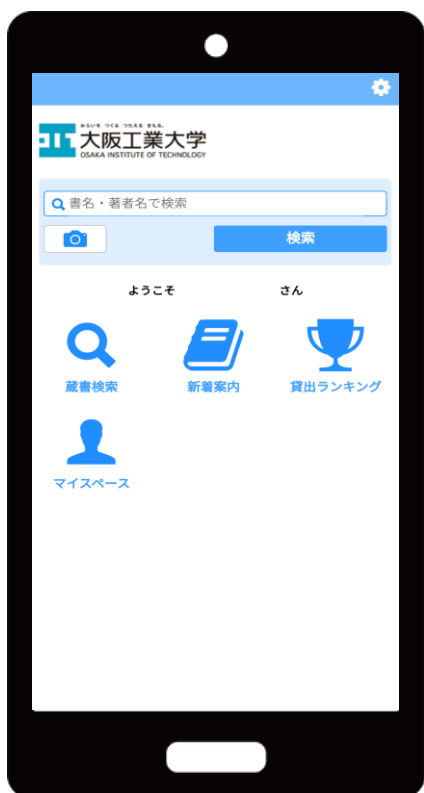 みらいを つくる つたえる まもる。
大阪工業大学
OSAKA INSTITUTE OF TECHNOLOGY
書名・著者名で検索
検索
ようこそ さん
蔵書検索 新着案内 貸出ランキング
マイスペース